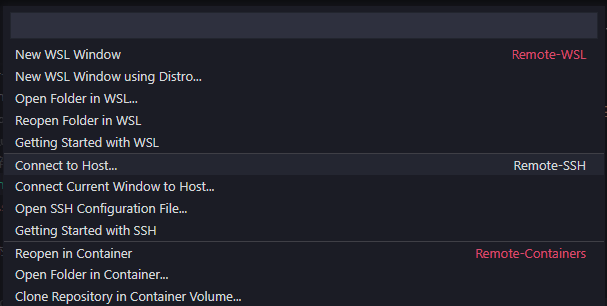 New WSL Window Remote-WSL
New WSL Window using Distro...
Open Folder in WSL...
Reopen Folder in WSL
Getting Started with WSL
Connect to Host... Remote-SSH
Connect Current Window to Host...
Open SSH Configuration File...
Getting Started with SSH
Reopen in Container Remote-Containers
Open Folder in Container...
Clone Repository in Container Volume...